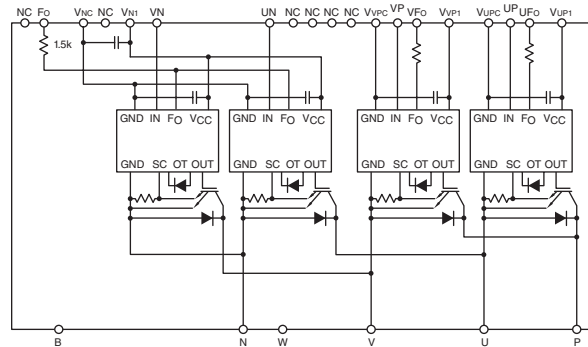 NC FO VNC NC VN1 VN UN NC NC NC NC VVPC VP VFO VVP1 VUPC UP UFO VUP1
1.5k
GND IN FO VCC GND IN FO VCC GND IN FO VCC GND IN FO VCC
GND SC OT OUT GND SC OT OUT GND SC OT OUT GND SC OT OUT
B N W V U P